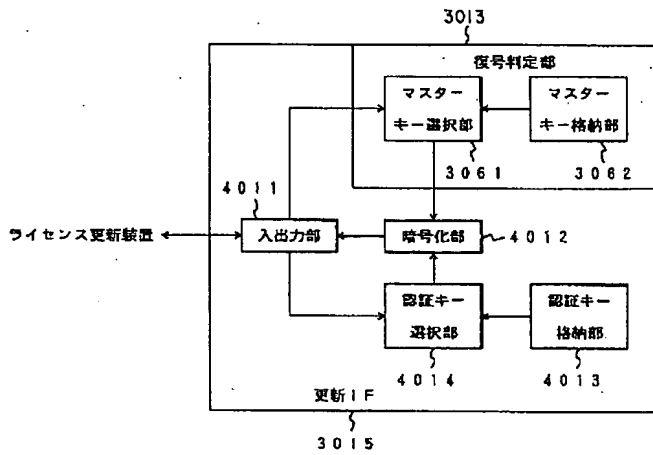 3013
復号判定部
マスター
キー選択部
マスター
キー格納部
3061
3062
4011
ライセンス更新装置
入出力部
暗号化部
4012
認証キー
選択部
認証キー
格納部
4014
4013
更新IF
3015